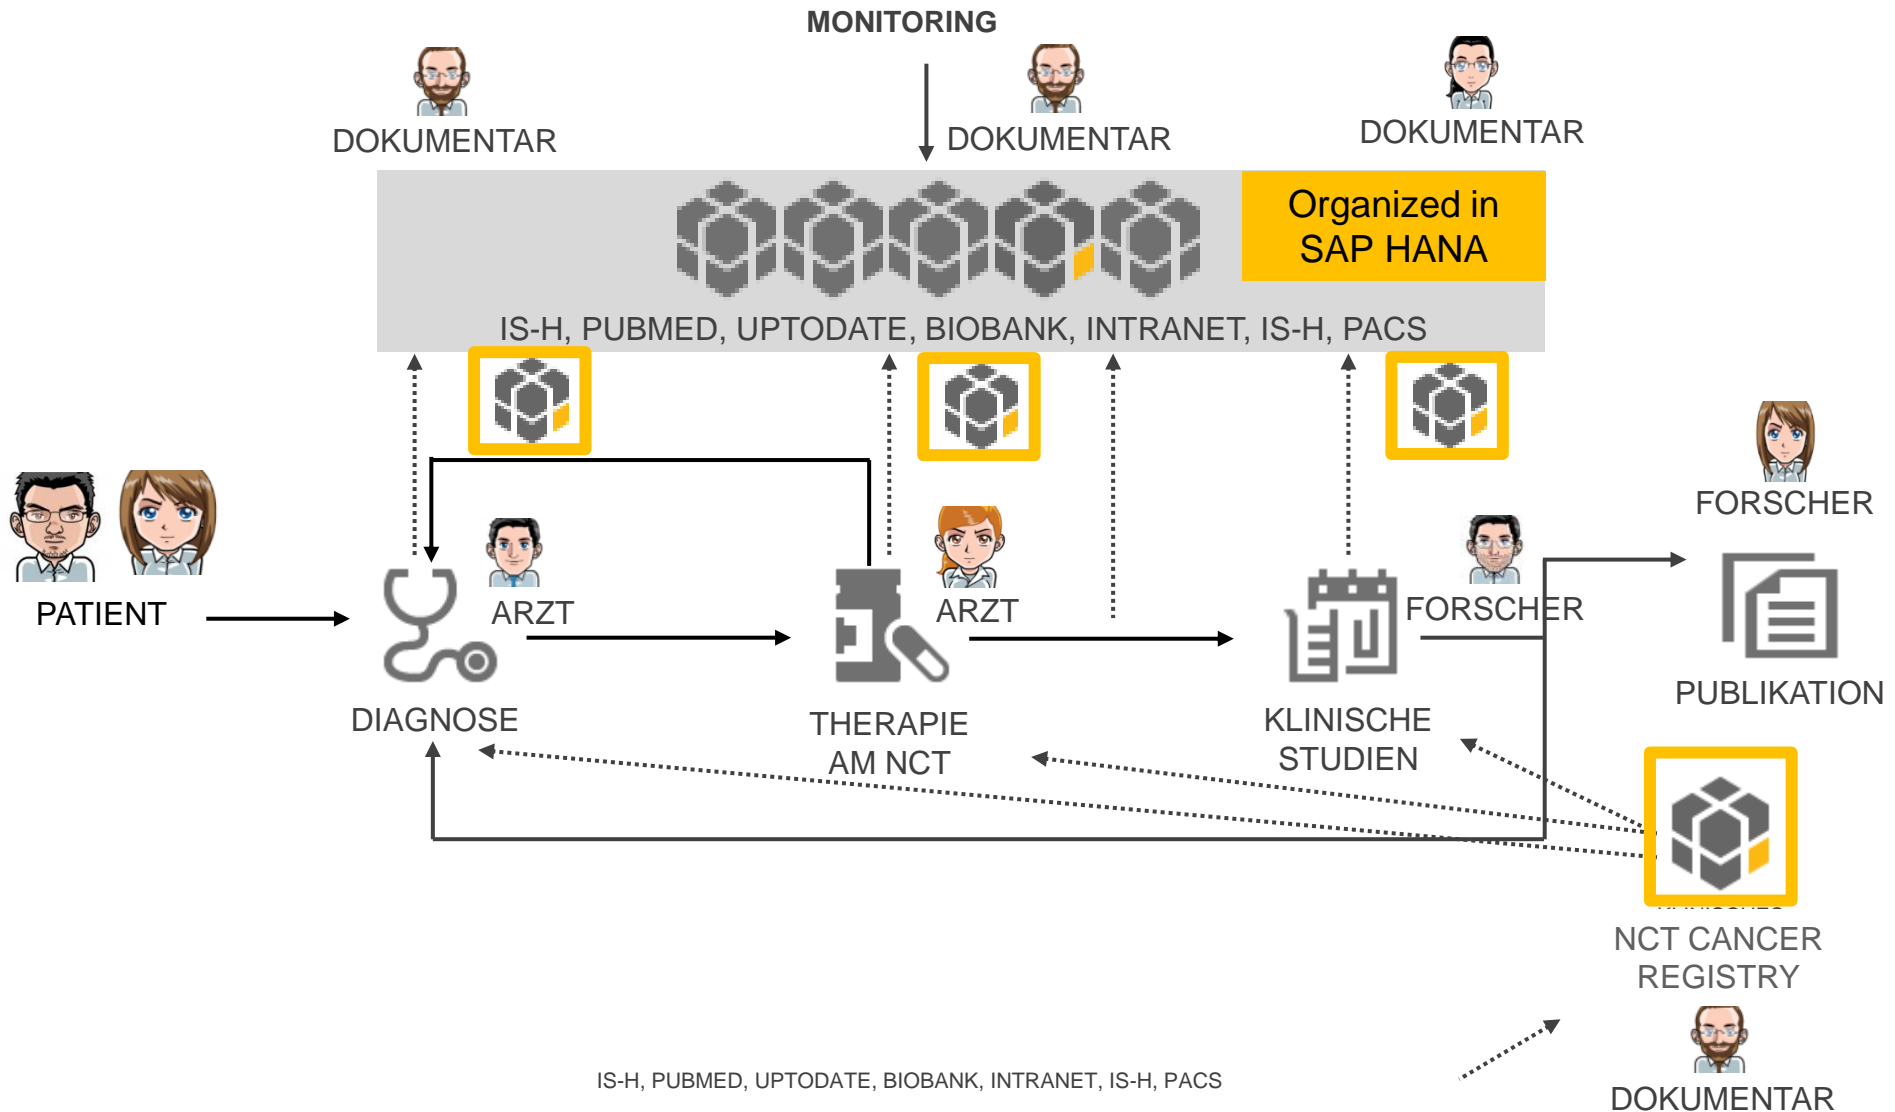 MONITORING
DOKUMENTAR
DOKUMENTAR
DOKUMENTAR
Organized in
SAP HANA
IS-H, PUBMED, UPTODATE, BIOBANK, INTRANET, IS-H, PACS
PATIENT
ARZT
ARZT
FORSCHER
FORSCHER
DIAGNOSE
THERAPIE
AM NCT
KLINISCHE
STUDIEN
PUBLIKATION
NCT CANCER
REGISTRY
IS-H, PUBMED, UPTODATE, BIOBANK, INTRANET, IS-H, PACS
DOKUMENTAR